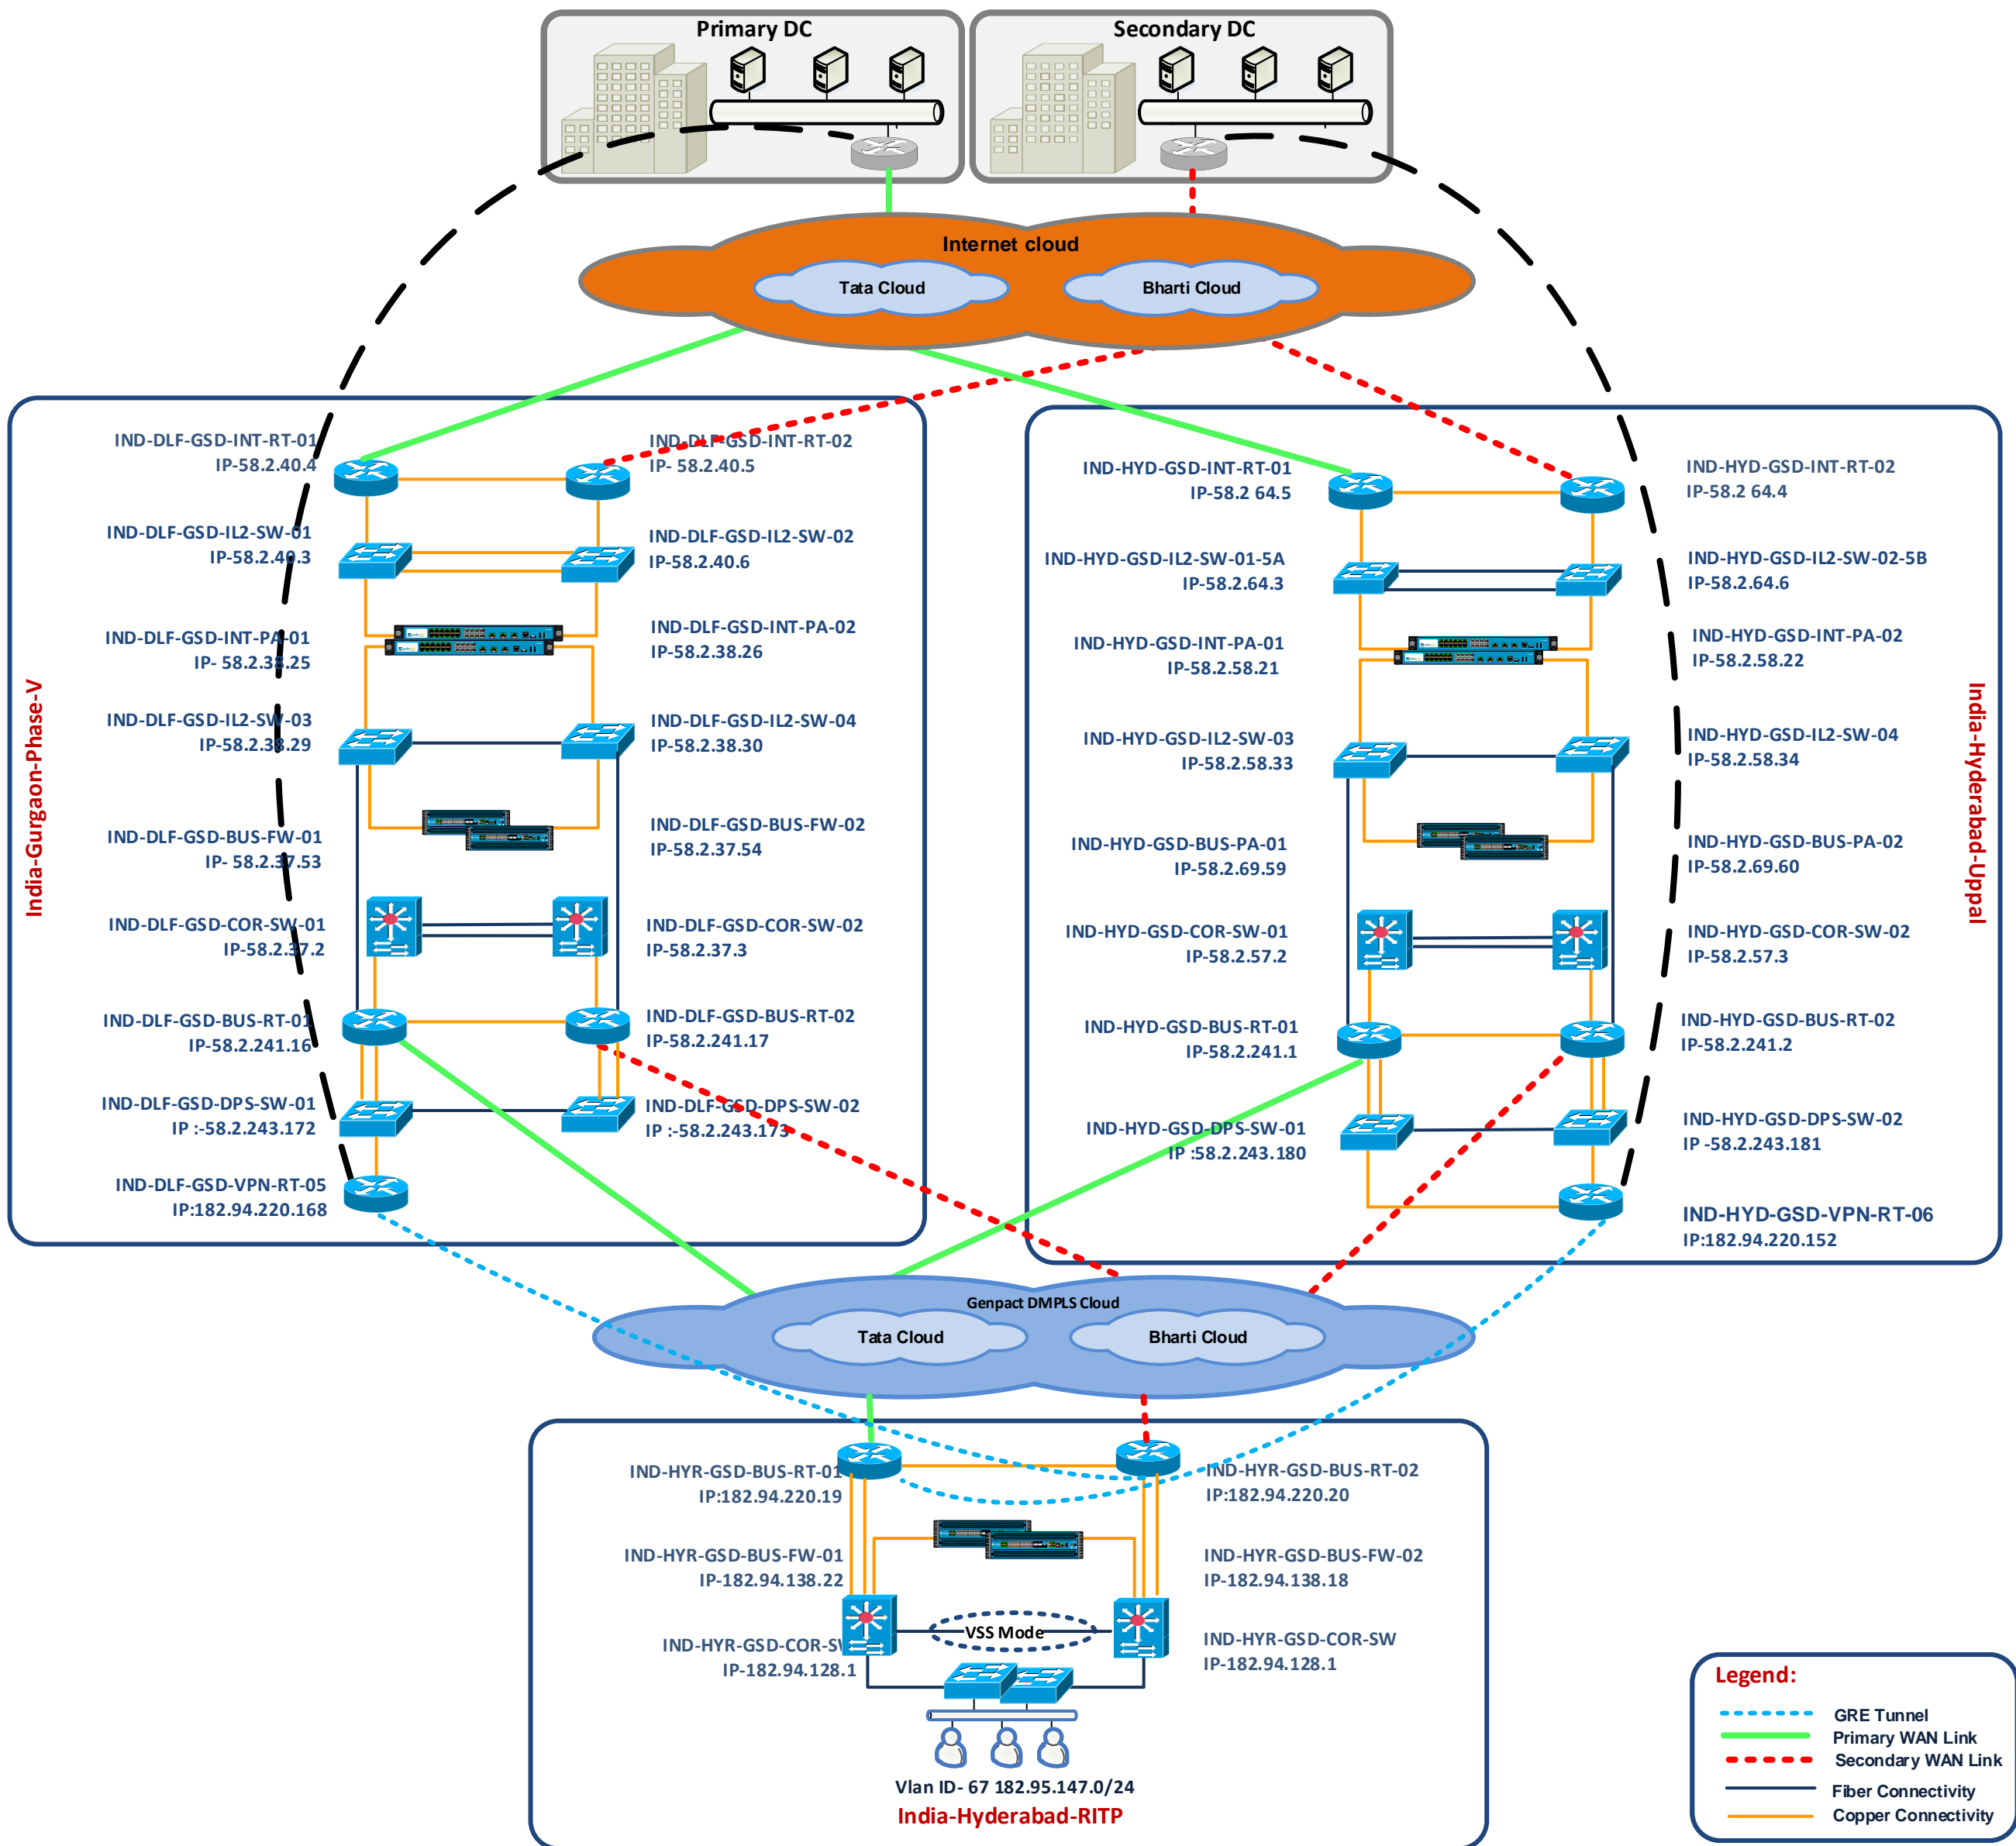 Primary DC
Secondary DC
Internet cloud
Tata Cloud
Bharti Cloud
India-Gurgaon-Phase-V
IND-DLF-GSD-INT-RT-01
IP-58.2.40.4
IND-DLF-GSD-INT-RT-02
IP- 58.2.40.5
IND-DLF-GSD-IL2-SW-01
IP-58.2.40.3
IND-DLF-GSD-IL2-SW-02
IP-58.2.40.6
IND-DLF-GSD-INT-PA-01
IP- 58.2.38.25
IND-DLF-GSD-INT-PA-02
IP-58.2.38.26
IND-DLF-GSD-IL2-SW-03
IP-58.2.38.29
IND-DLF-GSD-IL2-SW-04
IP-58.2.38.30
IND-DLF-GSD-BUS-FW-01
IP- 58.2.37.53
IND-DLF-GSD-BUS-FW-02
IP-58.2.37.54
IND-DLF-GSD-COR-SW-01
IP-58.2.37.2
IND-DLF-GSD-COR-SW-02
IP-58.2.37.3
IND-DLF-GSD-BUS-RT-01
IP-58.2.241.16
IND-DLF-GSD-BUS-RT-02
IP-58.2.241.17
IND-DLF-GSD-DPS-SW-01
IP :-58.2.243.172
IND-DLF-GSD-DPS-SW-02
IP :-58.2.243.173
IND-DLF-GSD-VPN-RT-05
IP:182.94.220.168
India-Hyderabad-Uppal
IND-HYD-GSD-INT-RT-01
IP-58.2 64.5
IND-HYD-GSD-INT-RT-02
IP-58.2 64.4
IND-HYD-GSD-IL2-SW-01-5A
IP-58.2.64.3
IND-HYD-GSD-IL2-SW-02-5B
IP-58.2.64.6
IND-HYD-GSD-INT-PA-01
IP-58.2.58.21
IND-HYD-GSD-INT-PA-02
IP-58.2.58.22
IND-HYD-GSD-IL2-SW-03
IP-58.2.58.33
IND-HYD-GSD-IL2-SW-04
IP-58.2.58.34
IND-HYD-GSD-BUS-PA-01
IP-58.2.69.59
IND-HYD-GSD-BUS-PA-02
IP-58.2.69.60
IND-HYD-GSD-COR-SW-01
IP-58.2.57.2
IND-HYD-GSD-COR-SW-02
IP-58.2.57.3
IND-HYD-GSD-BUS-RT-01
IP-58.2.241.1
IND-HYD-GSD-BUS-RT-02
IP-58.2.241.2
IND-HYD-GSD-DPS-SW-01
IP :58.2.243.180
IND-HYD-GSD-DPS-SW-02
IP -58.2.243.181
IND-HYD-GSD-VPN-RT-06
IP:182.94.220.152
Genpact DMPLS Cloud
Tata Cloud
Bharti Cloud
IND-HYR-GSD-BUS-RT-01
IP:182.94.220.19
IND-HYR-GSD-BUS-RT-02
IP:182.94.220.20
IND-HYR-GSD-BUS-FW-01
IP-182.94.138.22
IND-HYR-GSD-BUS-FW-02
IP-182.94.138.18
VSS Mode
IND-HYR-GSD-COR-SW
IP-182.94.128.1
IND-HYR-GSD-COR-SW
IP-182.94.128.1
Vlan ID- 67 182.95.147.0/24
India-Hyderabad-RITP
Legend:
GRE Tunnel
Primary WAN Link
Secondary WAN Link
Fiber Connectivity
Copper Connectivity